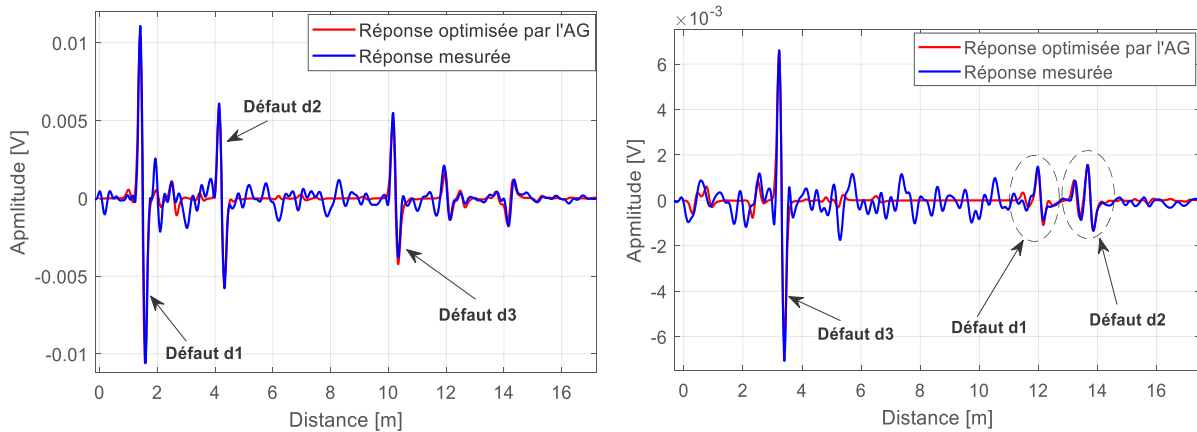 Réponse optimisée par l'AG
Réponse mesurée
0.01
0.005
0
-0.005
-0.01
Apmlitude [V]
Défaut d2
Défaut d1
Défaut d3
0 2 4 6 8 10 12 14 16
Distance [m]
×10⁻³
Réponse optimisée par l'AG
Réponse mesurée
6
4
2
0
-2
-4
-6
Apmlitude [V]
Défaut d3
Défaut d1
Défaut d2
0 2 4 6 8 10 12 14 16
Distance [m]